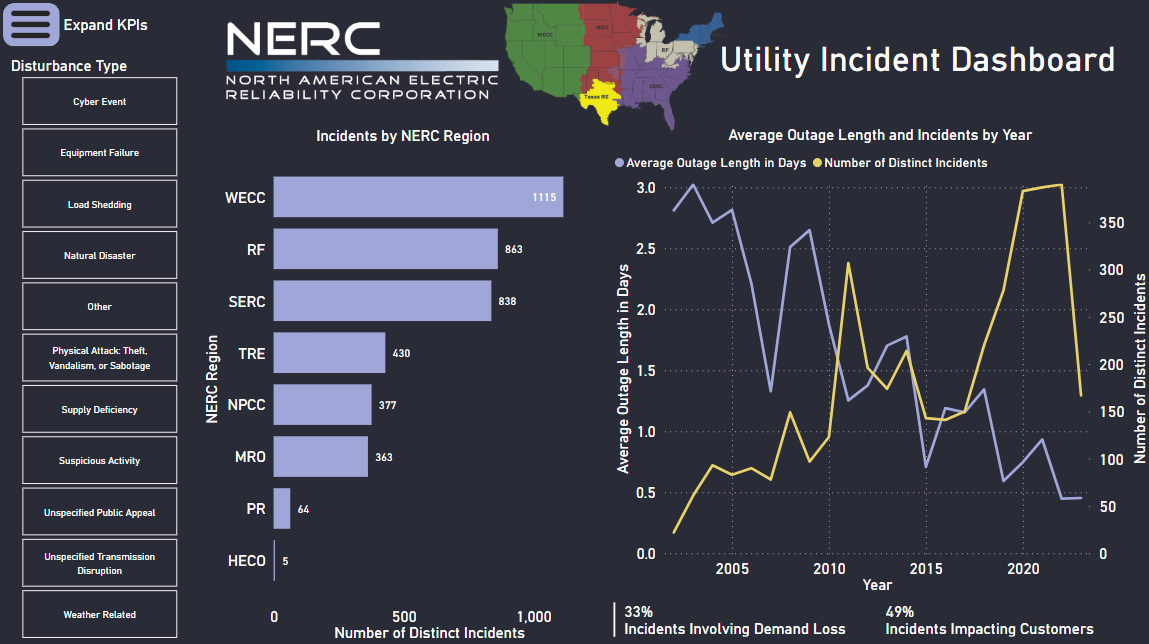 Expand KPIs
Disturbance Type
Cyber Event
Equipment Failure
Load Shedding
Natural Disaster
Other
Physical Attack: Theft,
Vandalism, or Sabotage
Supply Deficiency
Suspicious Activity
Unspecified Public Appeal
Unspecified Transmission
Disruption
Weather Related
NERC
NORTH AMERICAN ELECTRIC
RELIABILITY CORPORATION
WECC
MRO
RF
SERC
Texas RE
Utility Incident Dashboard
Incidents by NERC Region
NERC Region
WECC 1115
RF 863
SERC 838
TRE 430
NPCC 377
MRO 363
PR 64
HECO 5
0 500 1,000
Number of Distinct Incidents
Average Outage Length and Incidents by Year
Average Outage Length in Days Number of Distinct Incidents
Average Outage Length in Days
3.0
2.5
2.0
1.5
1.0
0.5
0.0
350
300
250
200
150
100
50
0
Number of Distinct Incidents
2005 2010 2015 2020
Year
33%
Incidents Involving Demand Loss
49%
Incidents Impacting Customers